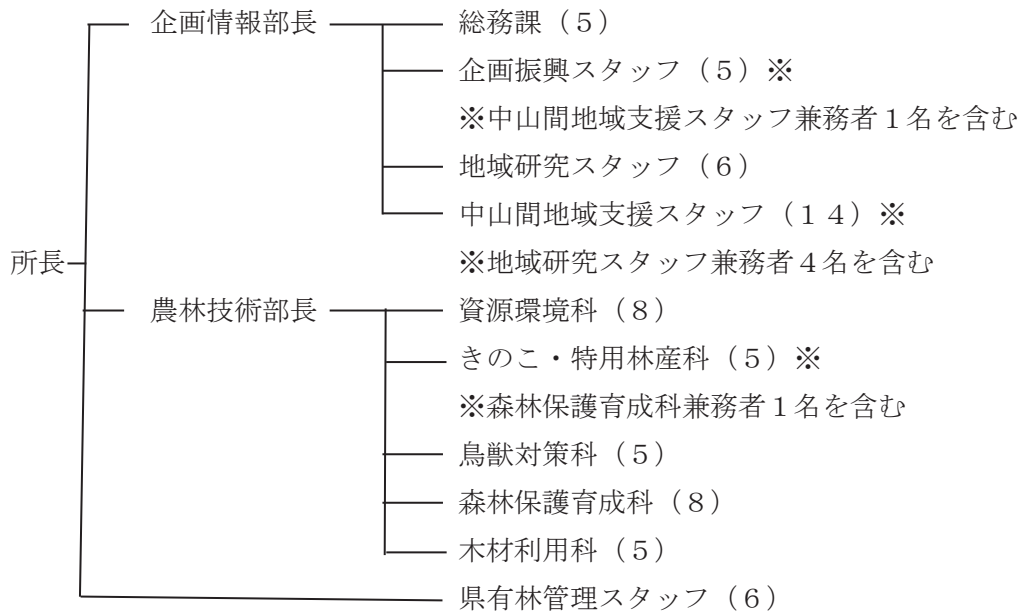 企画情報部長 総務課（５）
企画振興スタッフ（５）※
※中山間地域支援スタッフ兼務者１名を含む
地域研究スタッフ（６）
中山間地域支援スタッフ（１４）※
所長
※地域研究スタッフ兼務者４名を含む
農林技術部長 資源環境科（８）
きのこ・特用林産科（５）※
※森林保護育成科兼務者１名を含む
鳥獣対策科（５）
森林保護育成科（８）
木材利用科（５）
県有林管理スタッフ（６）